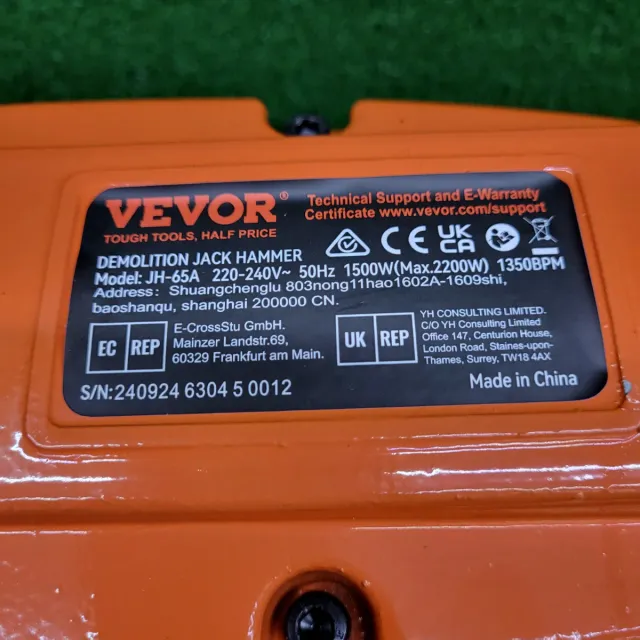 VEVOR®
TOUGH TOOLS, HALF PRICE
Technical Support and E-Warranty
Certificate www.vevor.com/support
DEMOLITION JACK HAMMER
Model: JH-65A 220-240V~ 50Hz 1500W(Max.2200W) 1350BPM
Address: Shuangchenglu 803nong11hao1602A-1609shi,
baoshanqu, shanghai 200000 CN.
CE UK CA
EC REP
E-CrossStu GmbH.
Mainzer Landstr.69,
60329 Frankfurt am Main.
UK REP
YH CONSULTING LIMITED.
C/O YH Consulting Limited
Office 147, Centurion House,
London Road, Staines-upon-
Thames, Surrey, TW18 4AX
S/N: 240924 6304 5 0012
Made in China